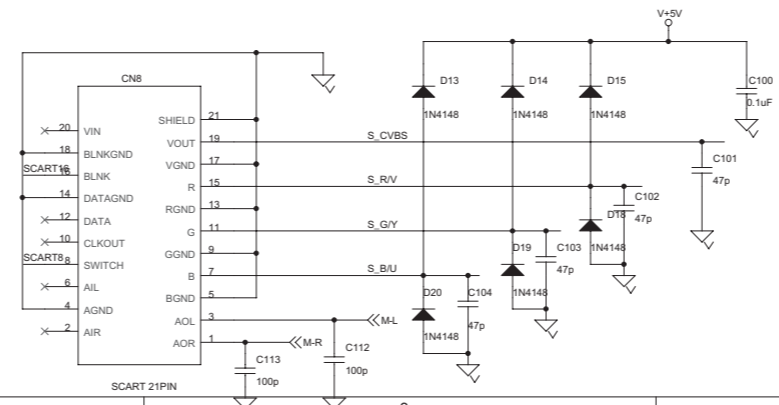 V+5V
CN8
D13
D14
D15
C100
0.1uF
1N4148
1N4148
1N4148
20 VIN
SHIELD 21
VOUT 19
S_CVBS
18 BLNKGND
VGND 17
C101
47p
SCART16
16 BLNK
R 15
S_R/V
C102
47p
14 DATAGND
RGND 13
D18
1N4148
12 DATA
G 11
S_G/Y
10 CLKOUT
GGND 9
D19
1N4148
C103
47p
SCART8
8 SWITCH
B 7
S_B/U
6 AIL
BGND 5
D20
1N4148
C104
47p
4 AGND
AOL 3
M-L
2 AIR
AOR 1
M-R
C113
100p
C112
100p
SCART 21PIN